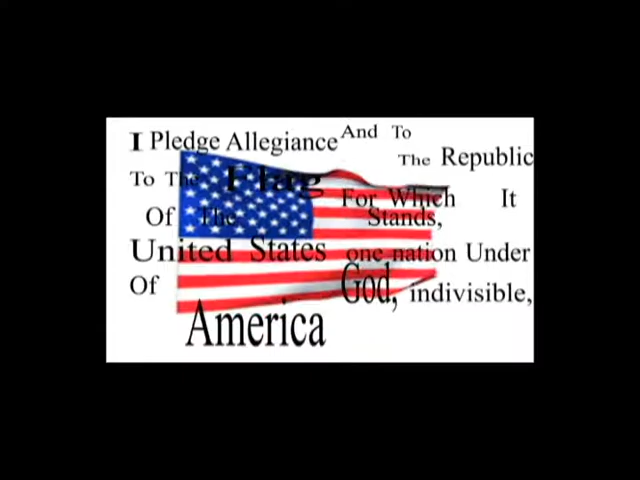 I Pledge Allegiance
To The Flag
Of The
United States
Of
America
And To
The Republic
For Which It
Stands,
one nation Under
God, indivisible,